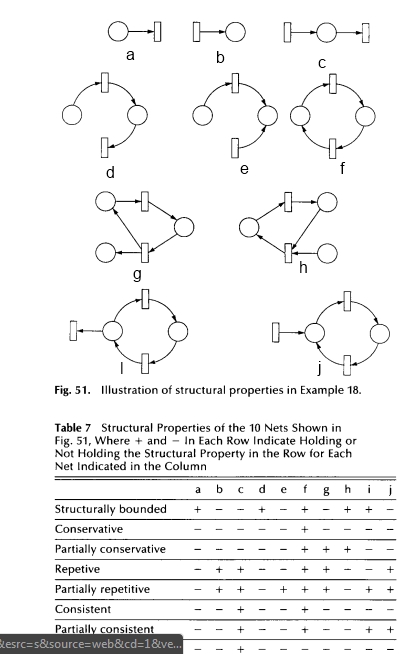 a
b
c
d
e
f
g
h
l
j
Fig. 51. Illustration of structural properties in Example 18.
Table 7 Structural Properties of the 10 Nets Shown in
Fig. 51, Where + and − In Each Row Indicate Holding or
Not Holding the Structural Property in the Row for Each
Net Indicated in the Column
a b c d e f g h i j
Structurally bounded + − − + − + − + + −
Conservative − − − − − + − − − −
Partially conservative − − − − − + + + − −
Repetive − + + − − + + − − +
Partially repetitive − + + − + + + − + +
Consistent − − + − − + − − − −
Partially consistent − − + − − + − − + +
&esrc=s&source=web&cd=1&ve...
− − + − − − − − − −